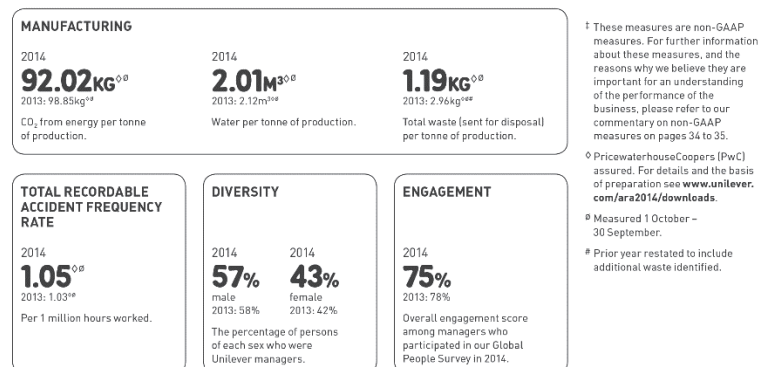 MANUFACTURING
2014
92.02KG◊ø
2013: 98.85kg◊ø
CO₂ from energy per tonne
of production.
2014
2.01M³◊ø
2013: 2.12m³◊ø
Water per tonne of production.
2014
1.19KG◊ø
2013: 2.96kg◊ø#
Total waste (sent for disposal)
per tonne of production.
TOTAL RECORDABLE
ACCIDENT FREQUENCY
RATE
2014
1.05◊ø
2013: 1.03◊ø
Per 1 million hours worked.
DIVERSITY
2014
57%
male
2013: 58%
2014
43%
female
2013: 42%
The percentage of persons
of each sex who were
Unilever managers.
ENGAGEMENT
2014
75%
2013: 78%
Overall engagement score
among managers who
participated in our Global
People Survey in 2014.
‡ These measures are non-GAAP
measures. For further information
about these measures, and the
reasons why we believe they are
important for an understanding
of the performance of the
business, please refer to our
commentary on non-GAAP
measures on pages 34 to 35.
◊ PricewaterhouseCoopers (PwC)
assured. For details and the basis
of preparation see www.unilever.
com/ara2014/downloads.
ø Measured 1 October –
30 September.
# Prior year restated to include
additional waste identified.